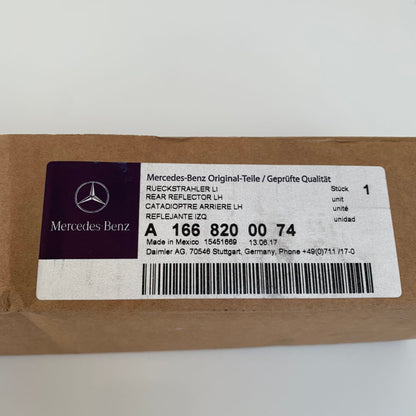 Mercedes-Benz
Mercedes-Benz Original-Teile / Geprüfte Qualität
RUECKSTRAHLER LI Stück 1
REAR REFLECTOR LH unit
CATADIOPTRE ARRIERE LH unité
REFLEJANTE IZQ unidad
A 166 820 00 74
Made in Mexico 15451669 13.06.17
Daimler AG, 70546 Stuttgart, Germany, Phone +49(0)711 /17-0